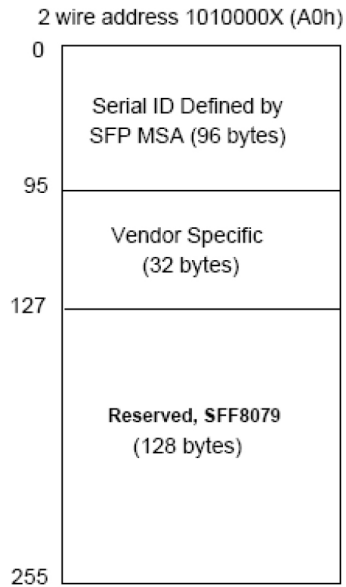 2 wire address 1010000X (A0h)
0
Serial ID Defined by
SFP MSA (96 bytes)
95
Vendor Specific
(32 bytes)
127
Reserved, SFF8079
(128 bytes)
255